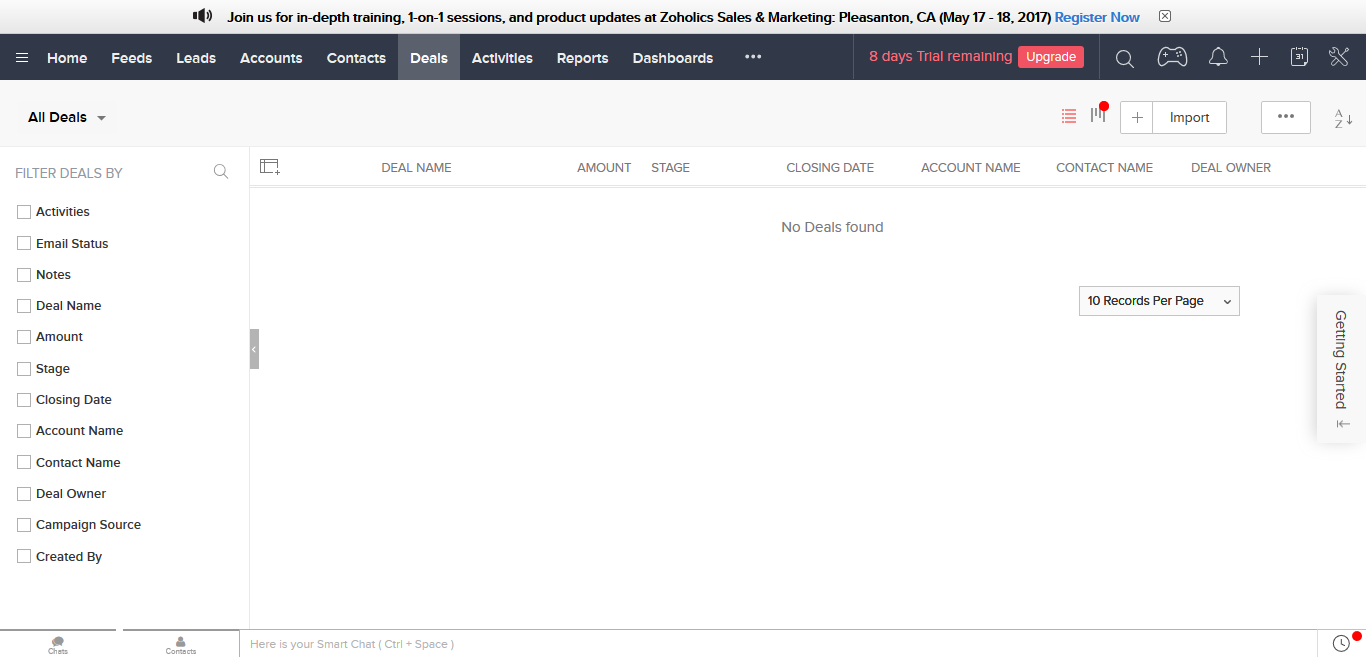 Join us for in-depth training, 1-on-1 sessions, and product updates at Zoholics Sales & Marketing: Pleasanton, CA (May 17 - 18, 2017) Register Now
Home Feeds Leads Accounts Contacts Deals Activities Reports Dashboards ••• 8 days Trial remaining Upgrade 31
All Deals Import ••• A Z
FILTER DEALS BY
DEAL NAME AMOUNT STAGE CLOSING DATE ACCOUNT NAME CONTACT NAME DEAL OWNER
No Deals found
10 Records Per Page
Activities
Email Status
Notes
Deal Name
Amount
Stage
Closing Date
Account Name
Contact Name
Deal Owner
Campaign Source
Created By
Getting Started
Chats Contacts Here is your Smart Chat ( Ctrl + Space )